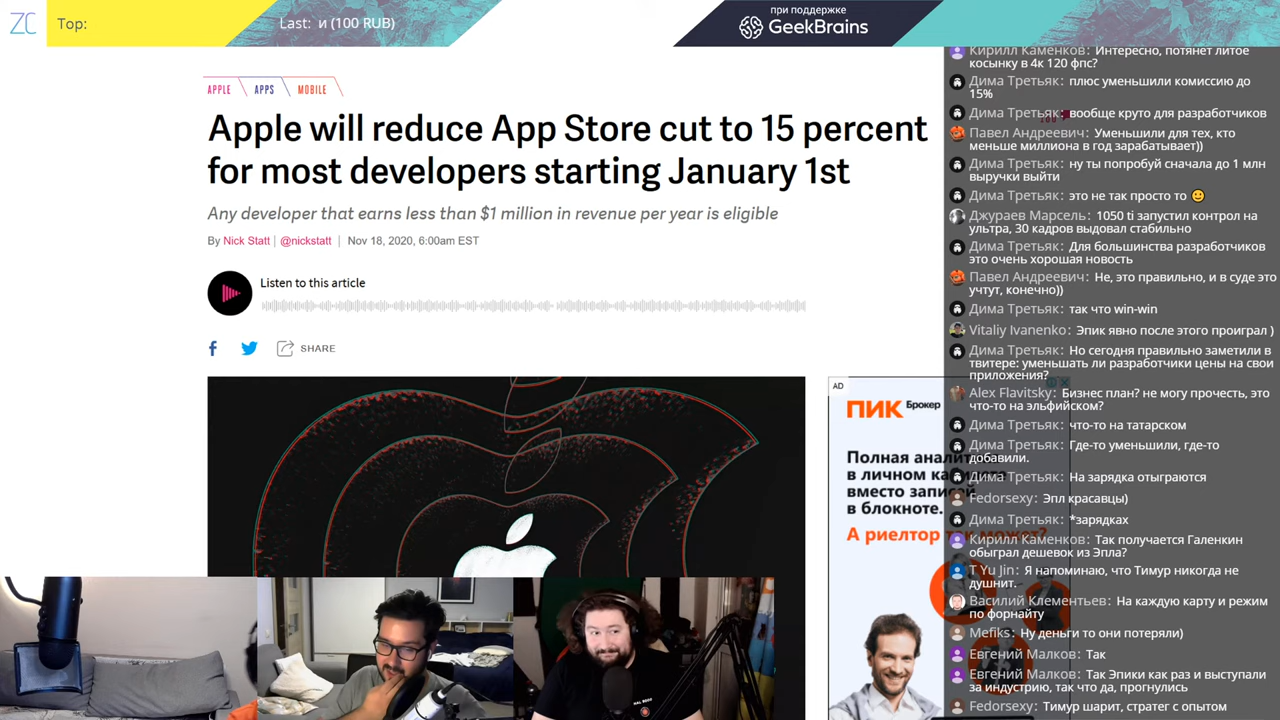 ZC
Top:
Last: и (100 RUB)
при поддержке
GeekBrains
APPLE
APPS
MOBILE
Apple will reduce App Store cut to 15 percent
for most developers starting January 1st
Any developer that earns less than $1 million in revenue per year is eligible
By Nick Statt | @nickstatt | Nov 18, 2020, 6:00am EST
Listen to this article
SHARE
AD
ПИК Брокер
Полная анали
в личном ка
вместо запис
в блокноте.
А риелтор так может?
Кирилл Каменков: Интересно, потянет литое
косынку в 4к 120 фпс?
Дима Третьяк: плюс уменьшили комиссию до
15%
Дима Третьяк: вообще круто для разработчиков
Павел Андреевич: Уменьшили для тех, кто
меньше миллиона в год зарабатывает))
Дима Третьяк: ну ты попробуй сначала до 1 млн
выручки выйти
Дима Третьяк: это не так просто то 🙂
Джураев Марсель: 1050 ti запустил контрол на
ультра, 30 кадров выдовал стабильно
Дима Третьяк: Для большинства разработчиков
это очень хорошая новость
Павел Андреевич: Не, это правильно, и в суде это
учтут, конечно))
Дима Третьяк: так что win-win
Vitaliy Ivanenko: Эпик явно после этого проиграл )
Дима Третьяк: Но сегодня правильно заметили в
твитере: уменьшать ли разработчики цены на свои
приложения?
Alex Flavitsky: Бизнес план? не могу прочесть, это
что-то на эльфийском?
Дима Третьяк: что-то на татарском
Дима Третьяк: Где-то уменьшили, где-то
добавили.
Дима Третьяк: На зарядка отыграются
Fedorsexy: Эпл красавцы)
Дима Третьяк: *зарядках
Кирилл Каменков: Так получается Галенкин
обыграл дешевок из Эпла?
T Yu Jin: Я напоминаю, что Тимур никогда не
душнит.
Василий Клементьев: На каждую карту и режим
по форнайту
Mefiks: Ну деньги то они потеряли)
Евгений Малков: Так
Евгений Малков: Так Эпики как раз и выступали
за индустрию, так что да, прогнулись
Fedorsexy: Тимур шарит, стратег с опытом